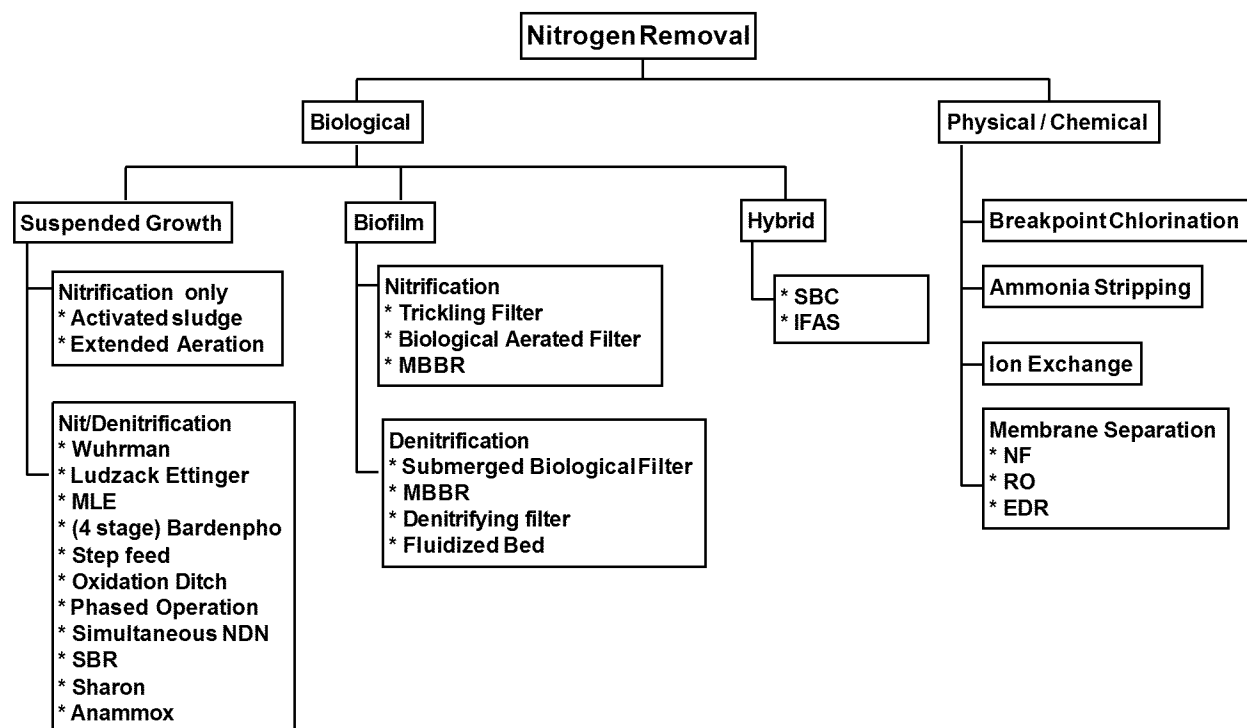 Nitrogen Removal
Biological
Physical / Chemical
Suspended Growth
Biofilm
Hybrid
Nitrification only
* Activated sludge
* Extended Aeration
Nit/Denitrification
* Wuhrman
* Ludzack Ettinger
* MLE
* (4 stage) Bardenpho
* Step feed
* Oxidation Ditch
* Phased Operation
* Simultaneous NDN
* SBR
* Sharon
* Anammox
Nitrification
* Trickling Filter
* Biological Aerated Filter
* MBBR
Denitrification
* Submerged Biological Filter
* MBBR
* Denitrifying filter
* Fluidized Bed
* SBC
* IFAS
Breakpoint Chlorination
Ammonia Stripping
Ion Exchange
Membrane Separation
* NF
* RO
* EDR